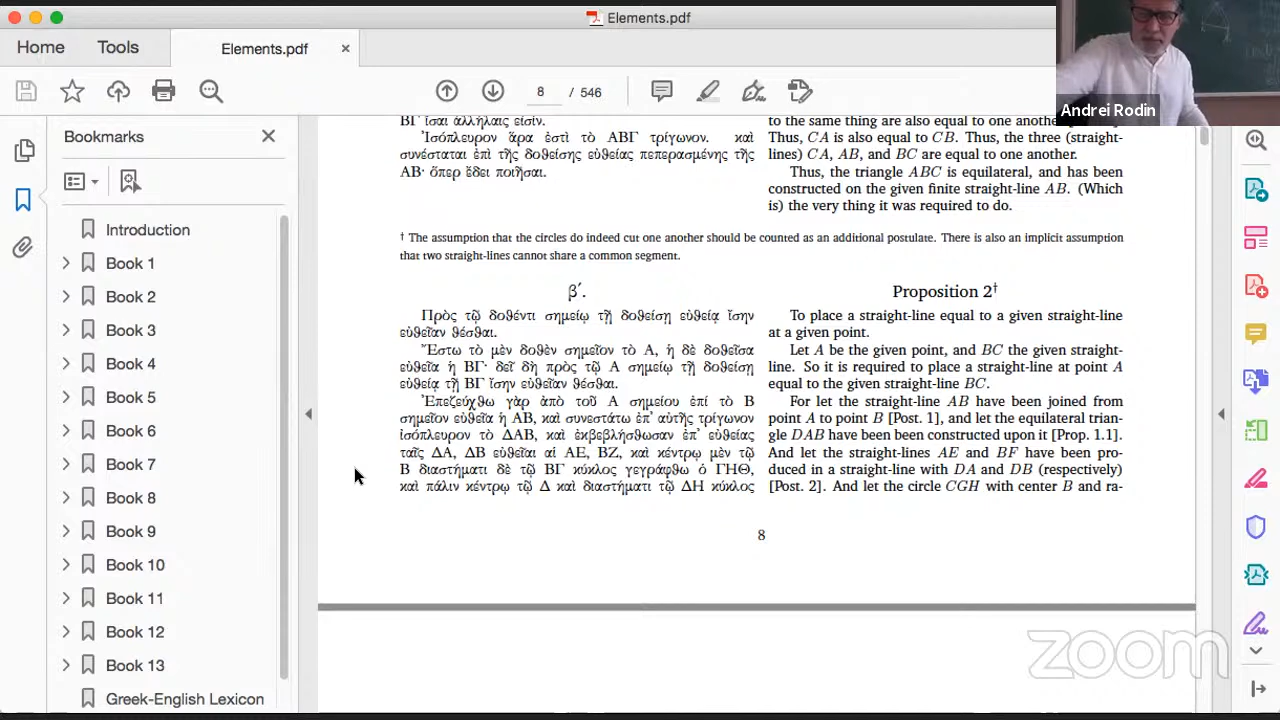 Elements.pdf
Home
Tools
Elements.pdf
8 / 546
Andrei Rodin
Bookmarks
Introduction
Book 1
Book 2
Book 3
Book 4
Book 5
Book 6
Book 7
Book 8
Book 9
Book 10
Book 11
Book 12
Book 13
Greek-English Lexicon
ΒΓ ἴσαι ἀλλήλαις εἰσίν.
Ἰσόπλευρον ἄρα ἐστὶ τὸ ΑΒΓ τρίγωνον. καὶ
συνέσταται ἐπὶ τῆς δοθείσης εὐθείας πεπερασμένης τῆς
ΑΒ· ὅπερ ἔδει ποιῆσαι.
to the same thing are also equal to one another
Thus, CA is also equal to CB. Thus, the three (straight-
lines) CA, AB, and BC are equal to one another.
Thus, the triangle ABC is equilateral, and has been
constructed on the given finite straight-line AB. (Which
is) the very thing it was required to do.
† The assumption that the circles do indeed cut one another should be counted as an additional postulate. There is also an implicit assumption
that two straight-lines cannot share a common segment.
βʹ.
Πρὸς τῷ δοθέντι σημείῳ τῇ δοθείσῃ εὐθείᾳ ἴσην
εὐθεῖαν θέσθαι.
Ἔστω τὸ μὲν δοθὲν σημεῖον τὸ Α, ἡ δὲ δοθεῖσα
εὐθεῖα ἡ ΒΓ· δεῖ δὴ πρὸς τῷ Α σημείῳ τῇ δοθείσῃ
εὐθείᾳ τῇ ΒΓ ἴσην εὐθεῖαν θέσθαι.
Ἐπεζεύχθω γὰρ ἀπὸ τοῦ Α σημείου ἐπὶ τὸ Β
σημεῖον εὐθεῖα ἡ ΑΒ, καὶ συνεστάτω ἐπ᾿ αὐτῆς τρίγωνον
ἰσόπλευρον τὸ ΔΑΒ, καὶ ἐκβεβλήσθωσαν ἐπ᾿ εὐθείας
ταῖς ΔΑ, ΔΒ εὐθεῖαι αἱ ΑΕ, ΒΖ, καὶ κέντρῳ μὲν τῷ
Β διαστήματι δὲ τῷ ΒΓ κύκλος γεγράφθω ὁ ΓΗΘ,
καὶ πάλιν κέντρῳ τῷ Δ καὶ διαστήματι τῷ ΔΗ κύκλος
Proposition 2†
To place a straight-line equal to a given straight-line
at a given point.
Let A be the given point, and BC the given straight-
line. So it is required to place a straight-line at point A
equal to the given straight-line BC.
For let the straight-line AB have been joined from
point A to point B [Post. 1], and let the equilateral trian-
gle DAB have been been constructed upon it [Prop. 1.1].
And let the straight-lines AE and BF have been pro-
duced in a straight-line with DA and DB (respectively)
[Post. 2]. And let the circle CGH with center B and ra-
8
zoom